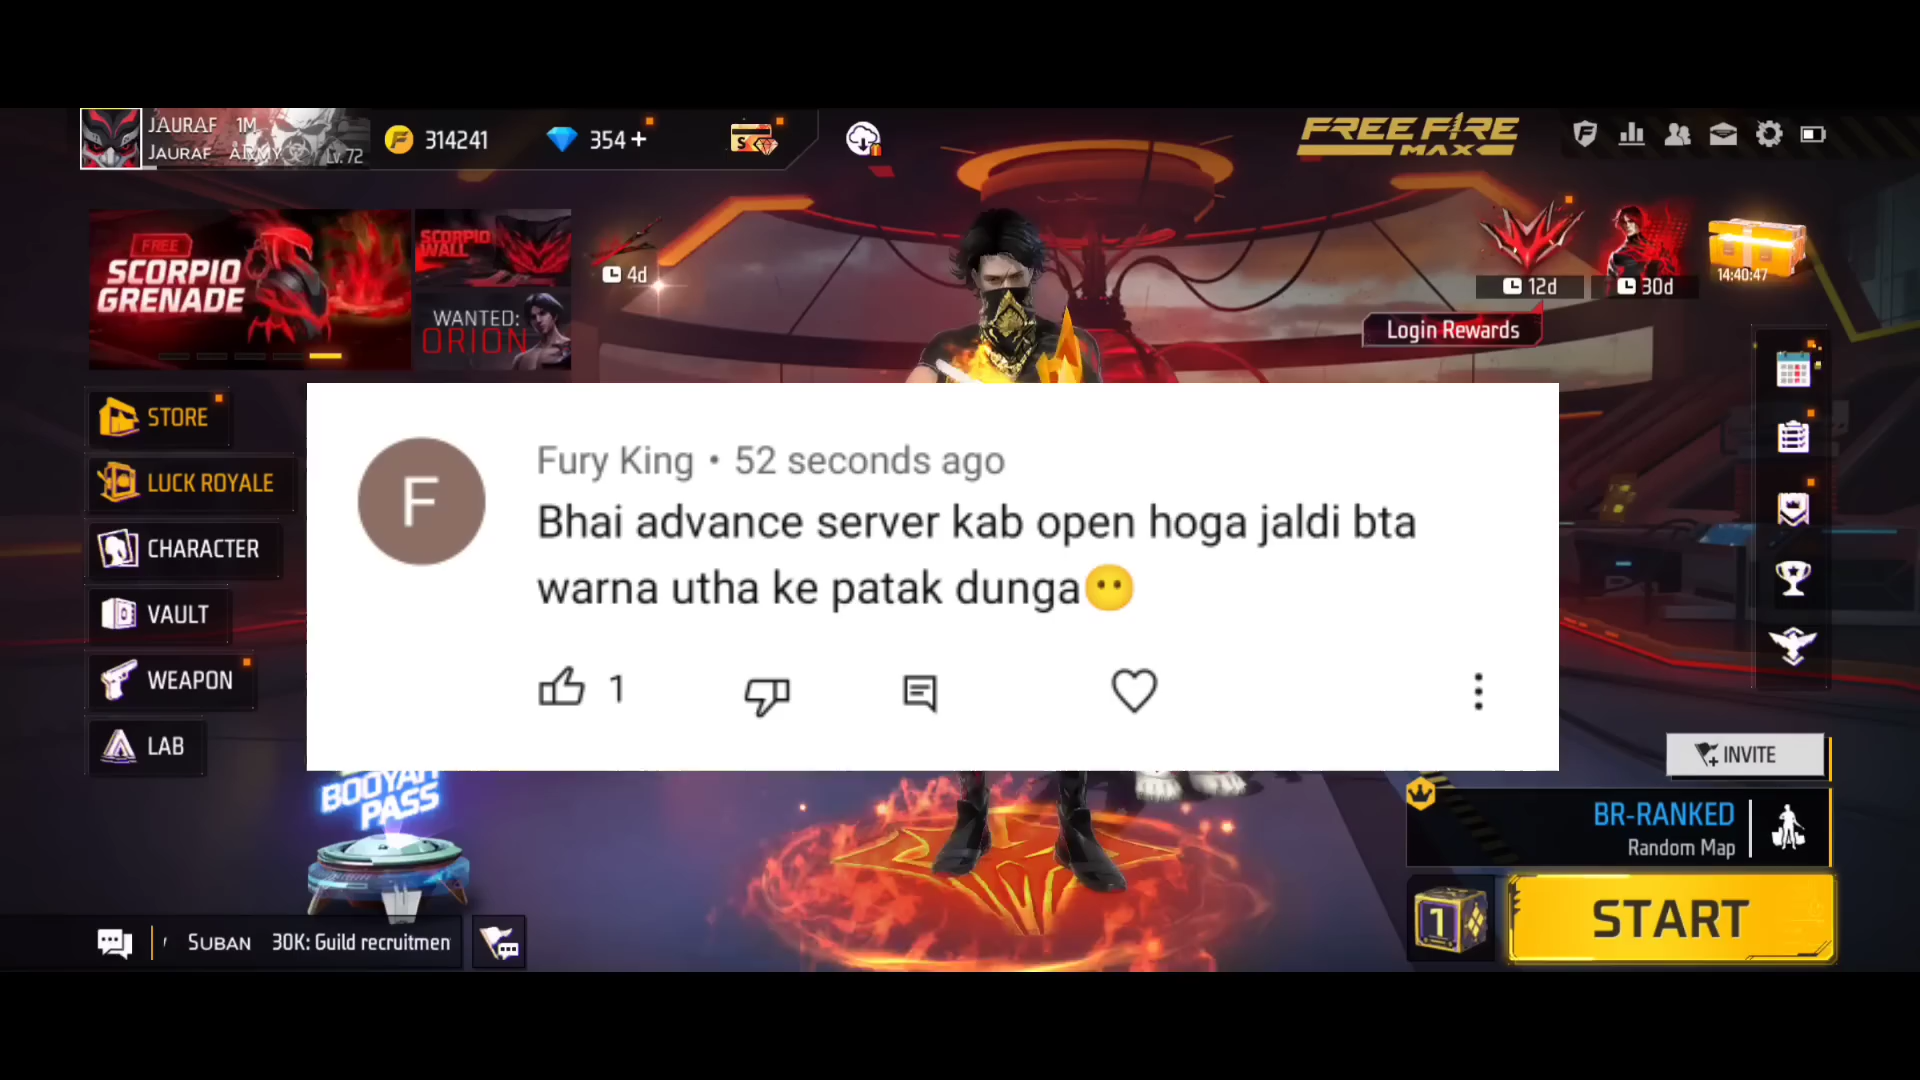 JAURAF 1M
JAURAF ARMY
Lv.72
314241
354 +
FREE FIRE
MAX
FREE
SCORPIO
GRENADE
SCORPIO
WALL
WANTED:
ORION
4d
12d
30d
14:40:47
Login Rewards
STORE
LUCK ROYALE
CHARACTER
VAULT
WEAPON
LAB
F
Fury King • 52 seconds ago
Bhai advance server kab open hoga jaldi bta
warna utha ke patak dunga😶
1
BOOYAH
PASS
INVITE
BR-RANKED
Random Map
1
START
SUBAN 30K: Guild recruitmen